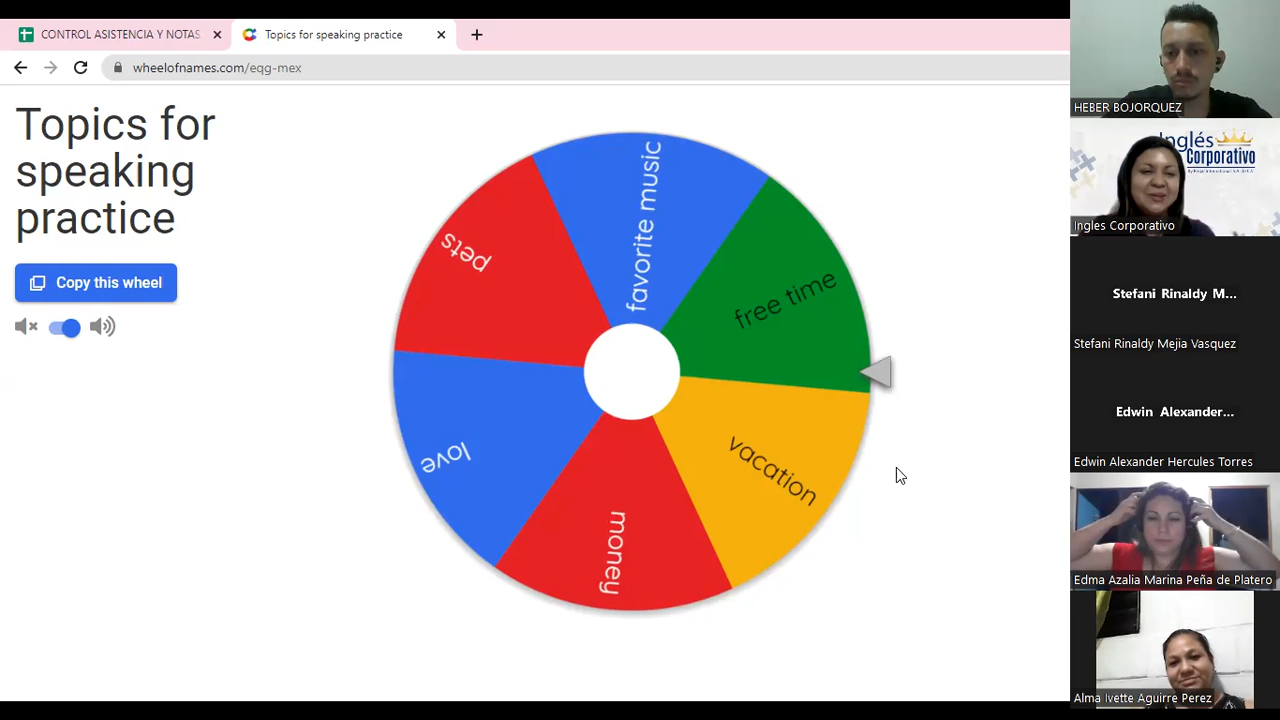 CONTROL ASISTENCIA Y NOTAS
Topics for speaking practice
wheelofnames.com/eqg-mex
Topics for
speaking
practice
Copy this wheel
favorite music
free time
vacation
money
love
pets
HEBER BOJORQUEZ
Inglés
Corporativo
Ingles Corporativo
Stefani Rinaldy M...
Stefani Rinaldy Mejia Vasquez
Edwin Alexander...
Edwin Alexander Hercules Torres
Edma Azalia Marina Peña de Platero
Alma Ivette Aguirre Perez